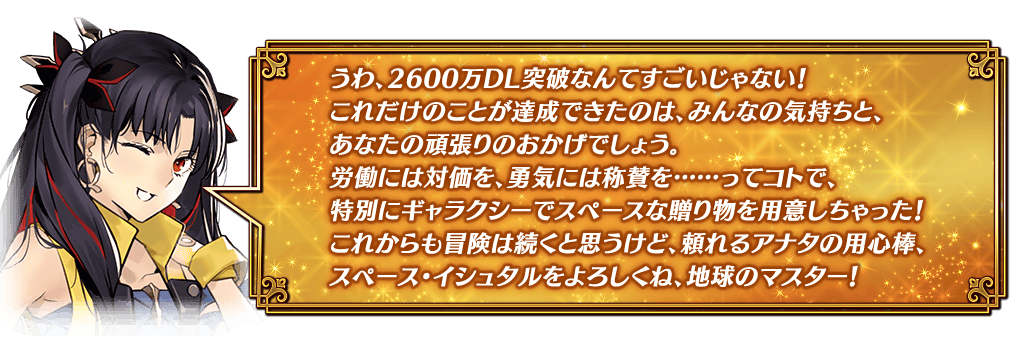 うわ、2600万DL突破なんてすごいじゃない!
これだけのことが達成できたのは、みんなの気持ちと、
あなたの頑張りのおかげでしょう。
労働には対価を、勇気には称賛を……ってコトで、
特別にギャラクシーでスペースな贈り物を用意しちゃった!
これからも冒険は続くと思うけど、頼れるアナタの用心棒、
スペース・イシュタルをよろしくね、地球のマスター!